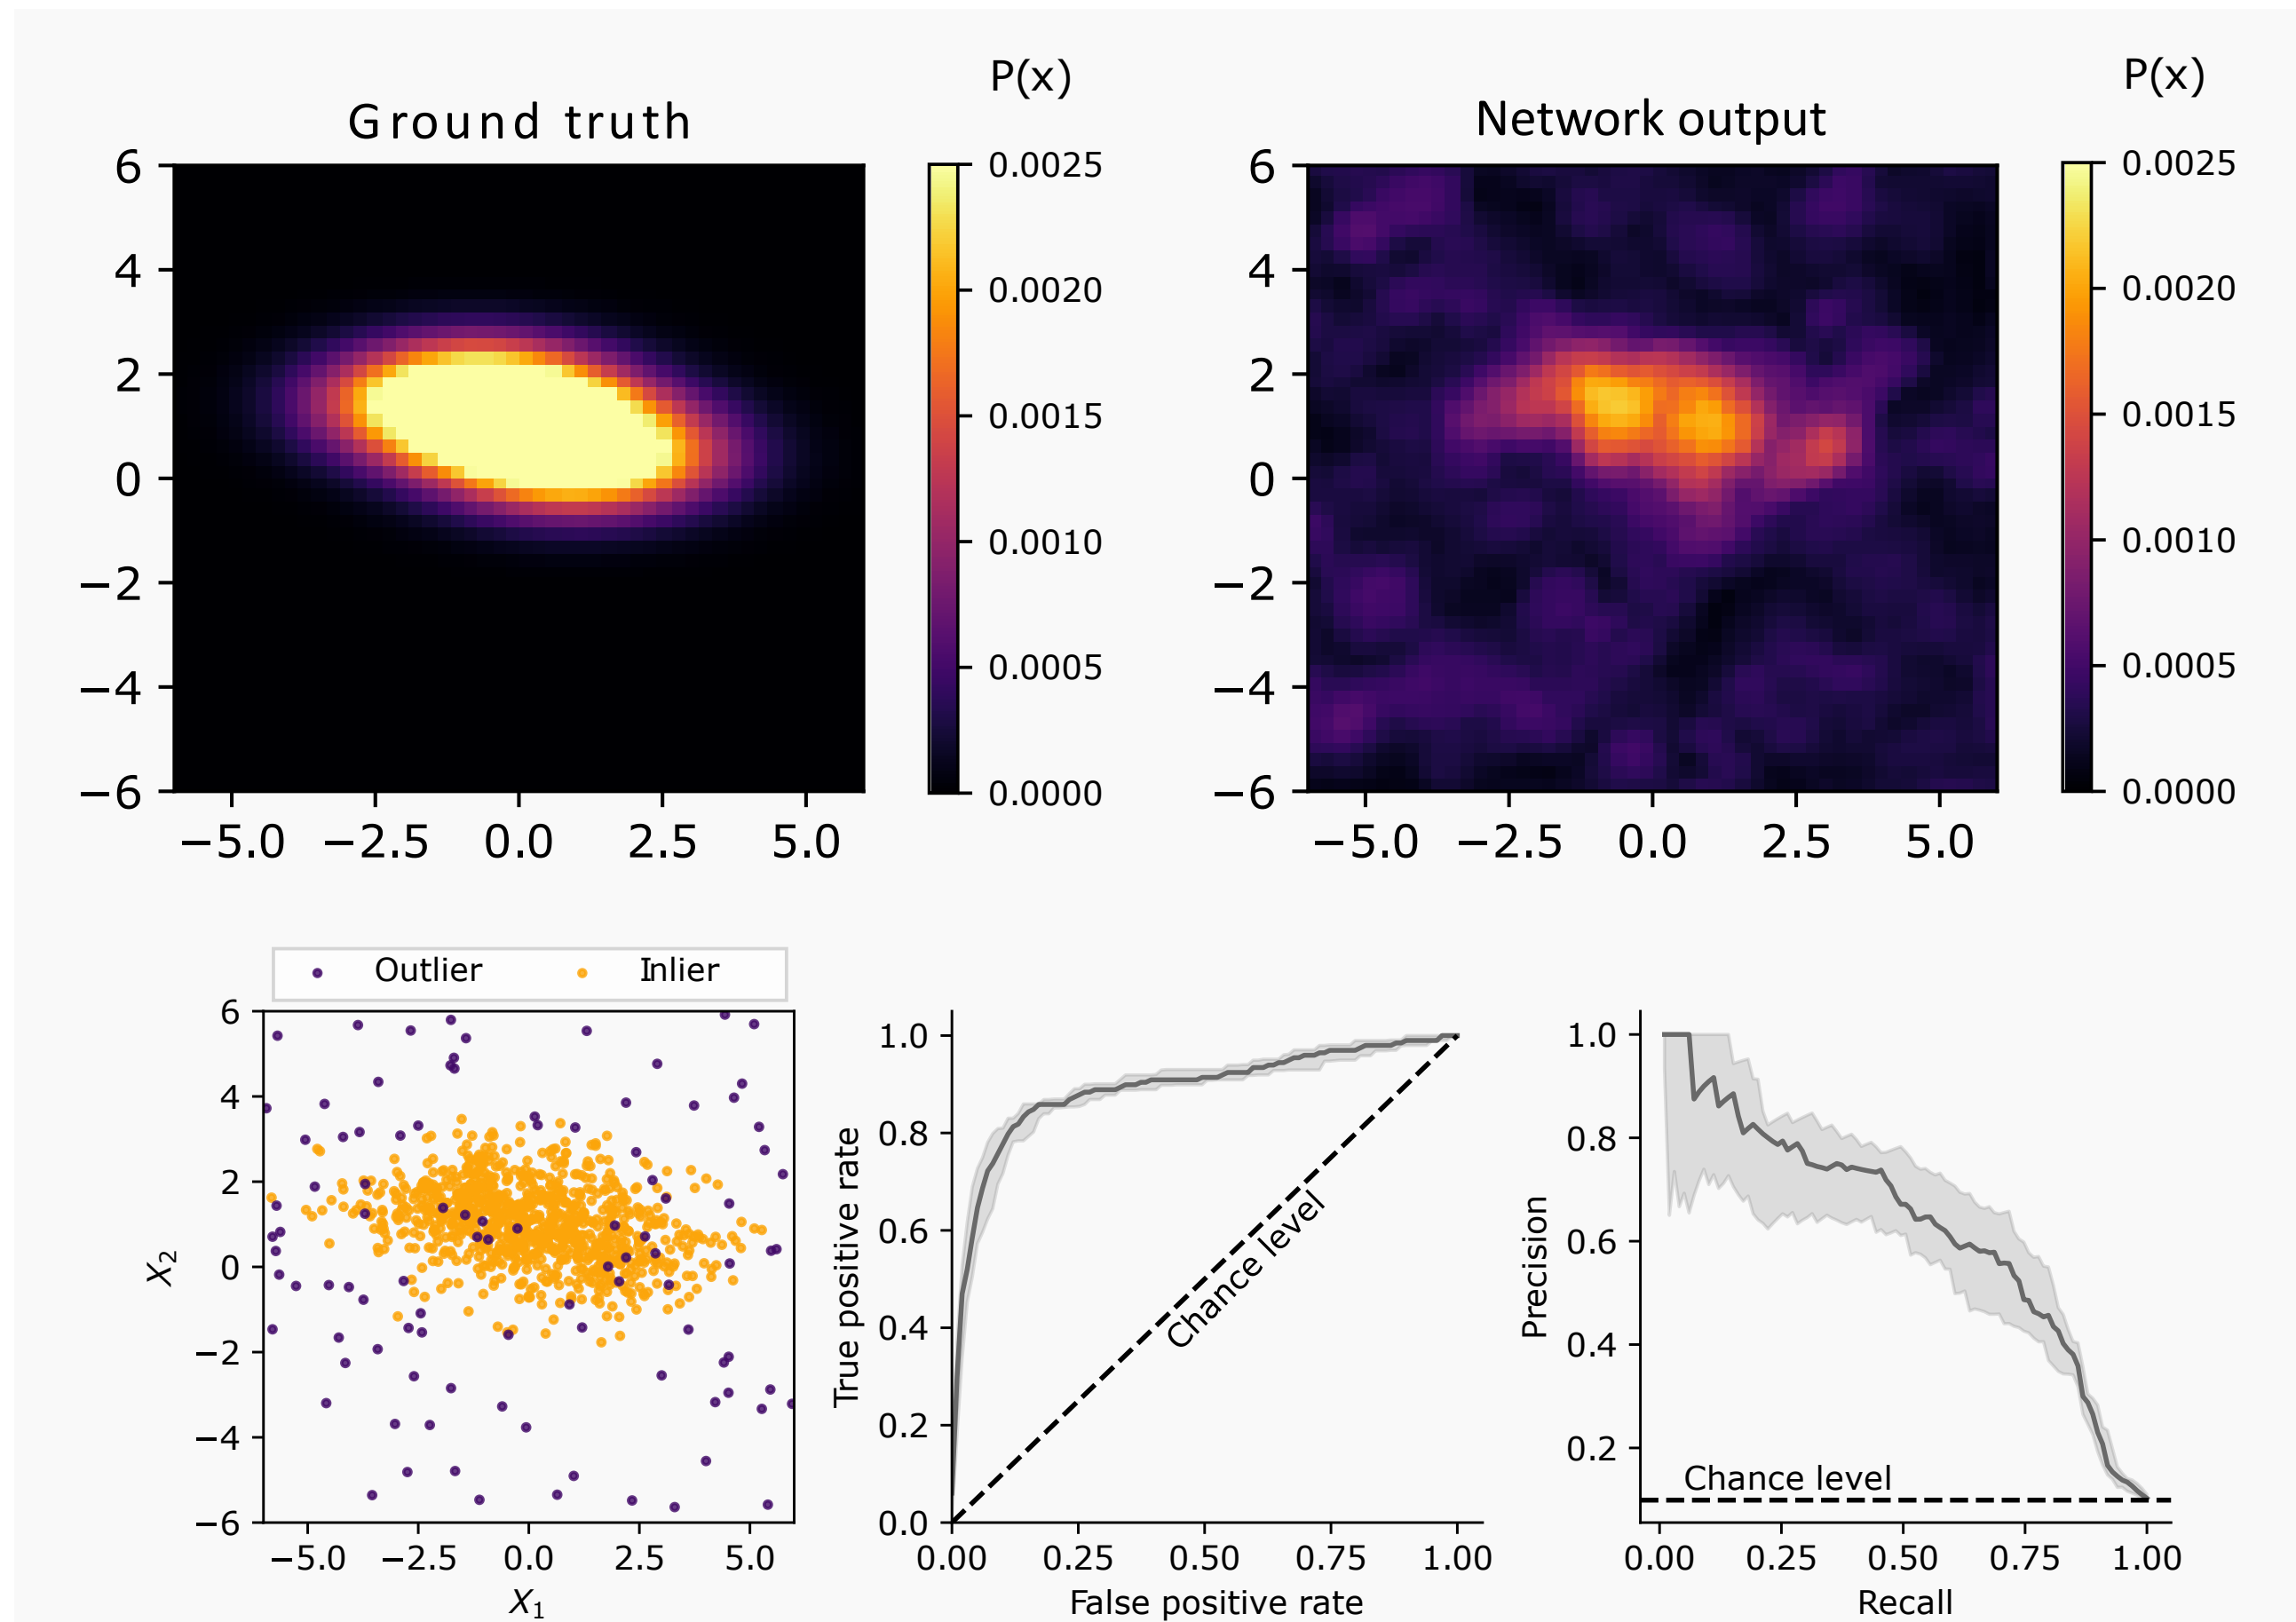 P(x)
P(x)
Ground truth
Network output
6
4
2
0
−2
−4
−6
−5.0 −2.5 0.0 2.5 5.0
0.0025
0.0020
0.0015
0.0010
0.0005
0.0000
6
4
2
0
−2
−4
−6
−5.0 −2.5 0.0 2.5 5.0
0.0025
0.0020
0.0015
0.0010
0.0005
0.0000
Outlier Inlier
X2
6
4
2
0
−2
−4
−6
−5.0 −2.5 0.0 2.5 5.0
X1
True positive rate
1.0
0.8
0.6
0.4
0.2
0.0
Chance level
0.00 0.25 0.50 0.75 1.00
False positive rate
Precision
1.0
0.8
0.6
0.4
0.2
Chance level
0.00 0.25 0.50 0.75 1.00
Recall